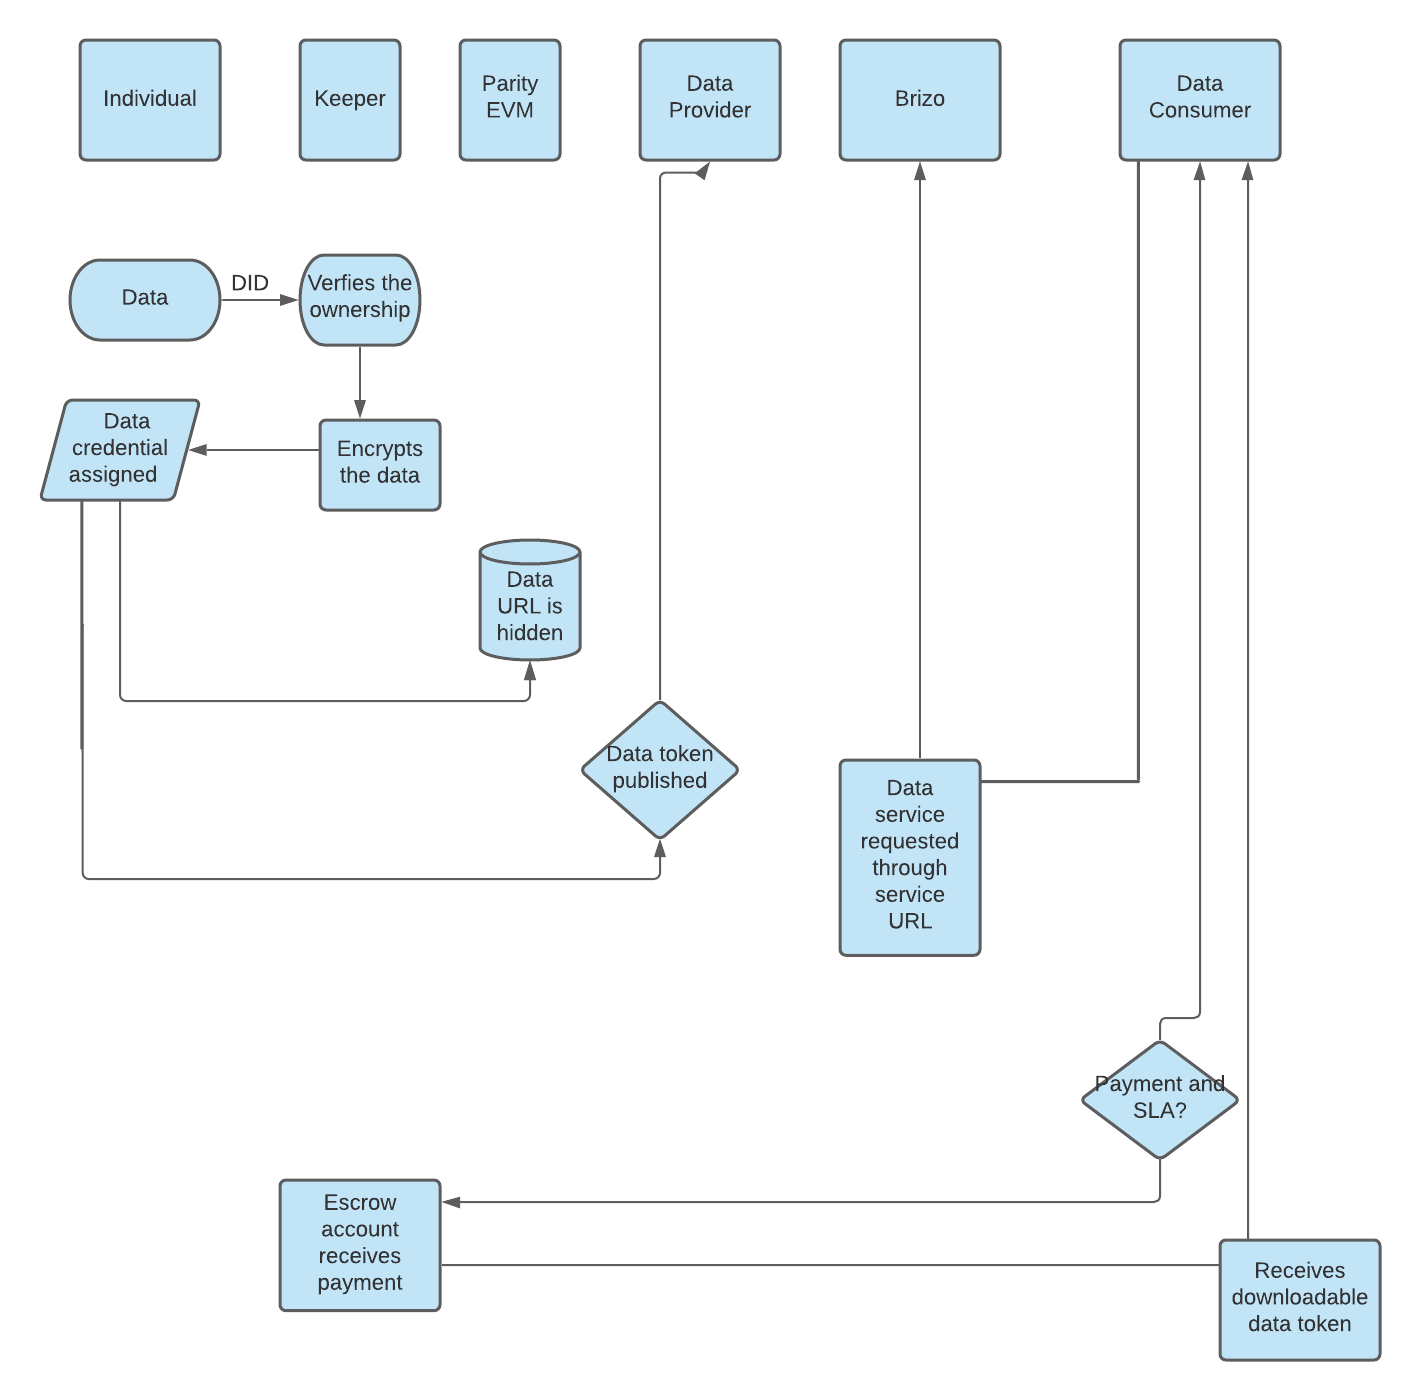 Individual
Keeper
Parity
EVM
Data
Provider
Brizo
Data
Consumer
Data
DID
Verfies the
ownership
Data
credential
assigned
Encrypts
the data
Data
URL is
hidden
Data token
published
Data
service
requested
through
service
URL
Payment and
SLA?
Escrow
account
receives
payment
Receives
downloadable
data token